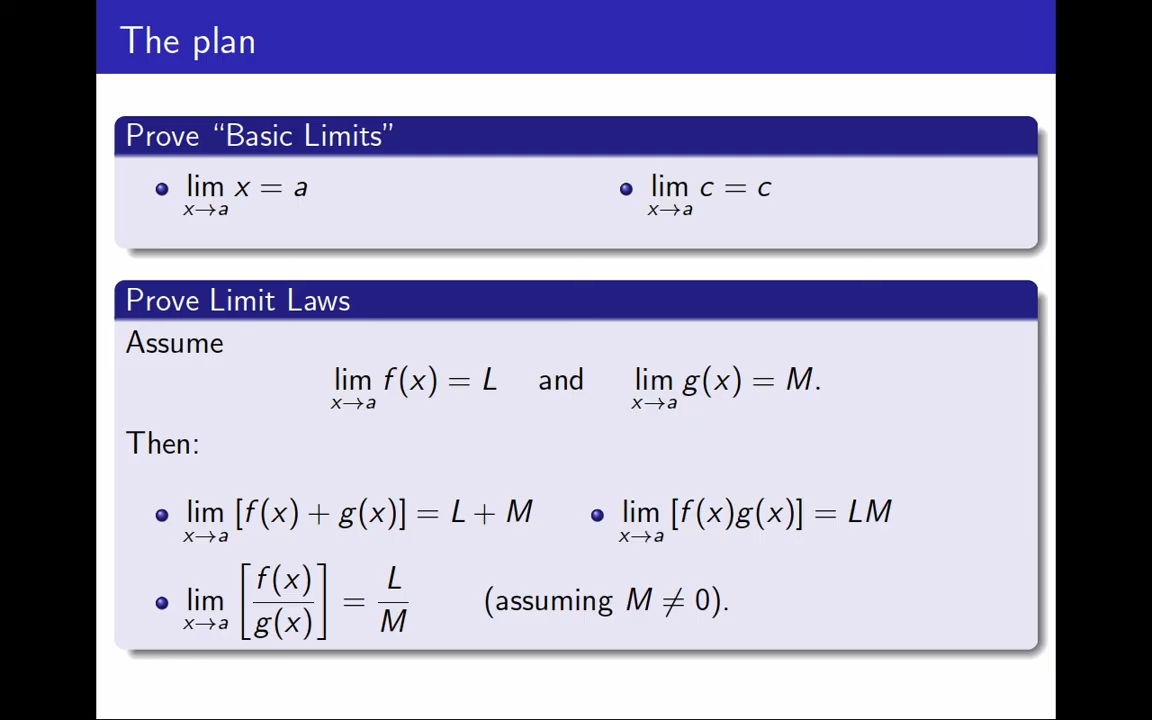 The plan
Prove “Basic Limits”
• lim x→a x = a • lim x→a c = c
Prove Limit Laws
Assume
lim x→a f(x) = L and lim x→a g(x) = M.
Then:
• lim x→a [f(x) + g(x)] = L + M • lim x→a [f(x)g(x)] = LM
• lim x→a [f(x)/g(x)] = L/M (assuming M ≠ 0).